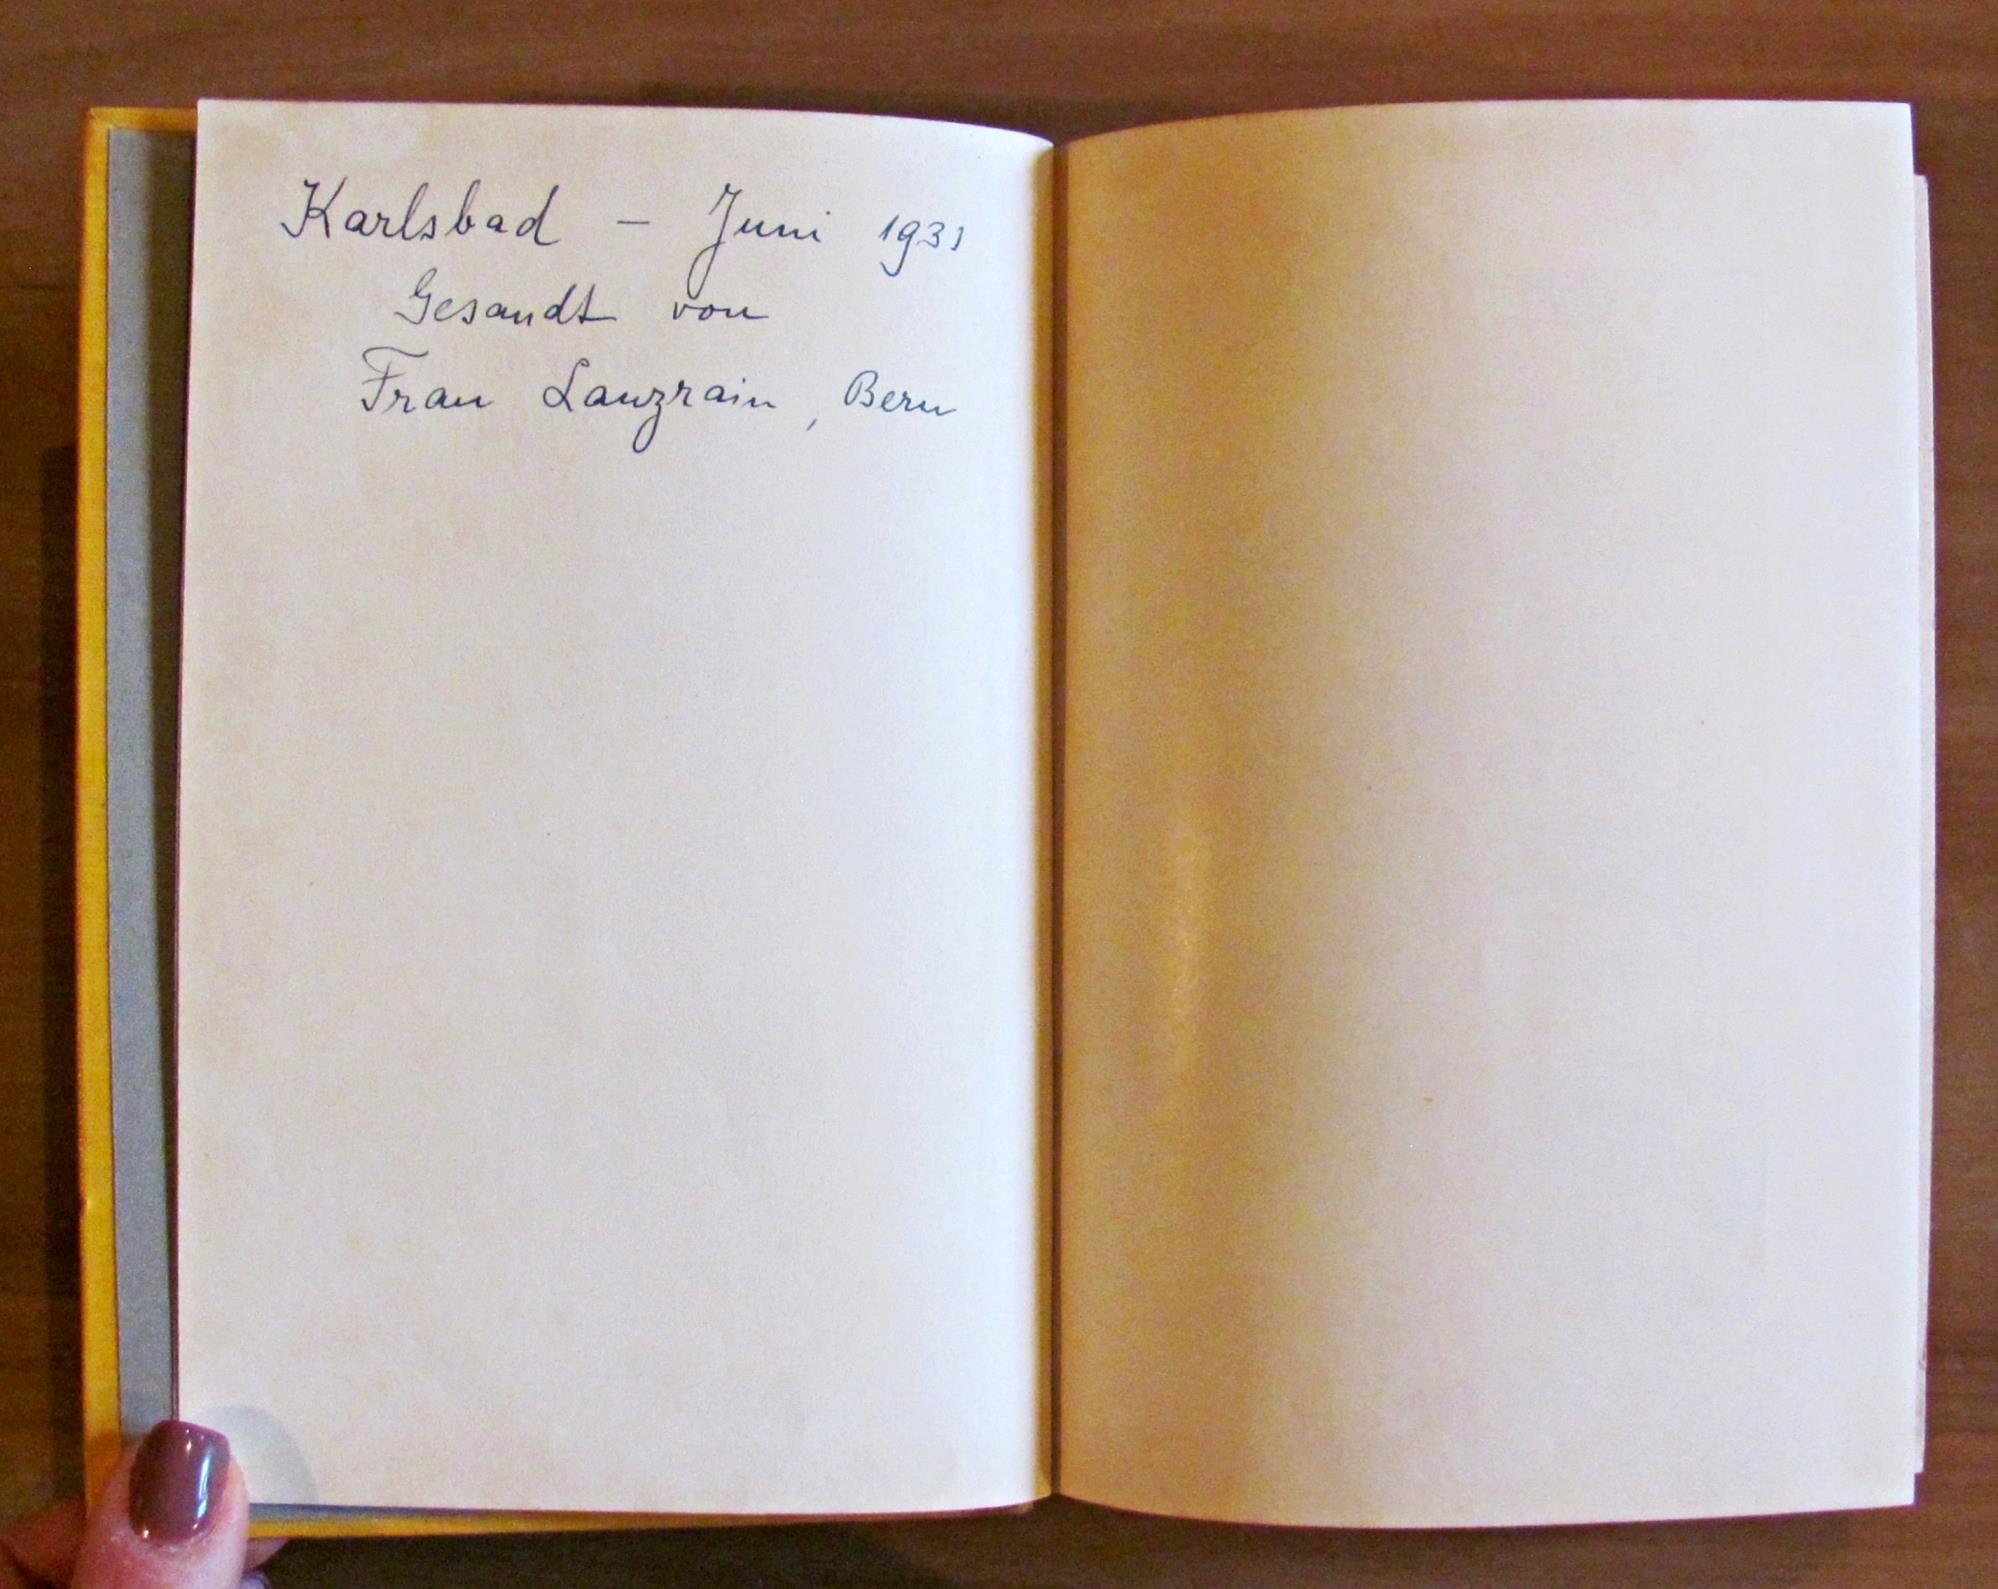 Karlsbad – Juni 1931
Gesandt von
Frau Lanzrain, Bern